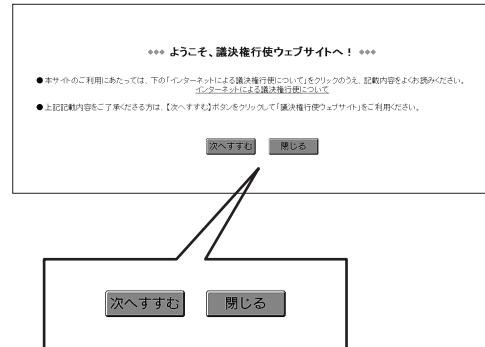 ◆◆◆ ようこそ、議決権行使ウェブサイトへ！ ◆◆◆
●本サイトのご利用にあたっては、下の「インターネットによる議決権行使について」をクリックのうえ、記載内容をよくお読みください。
インターネットによる議決権行使について
●上記記載内容をご了承くださる方は、【次へすすむ】ボタンをクリックして「議決権行使ウェブサイト」をご利用ください。
次へすすむ 閉じる
次へすすむ 閉じる